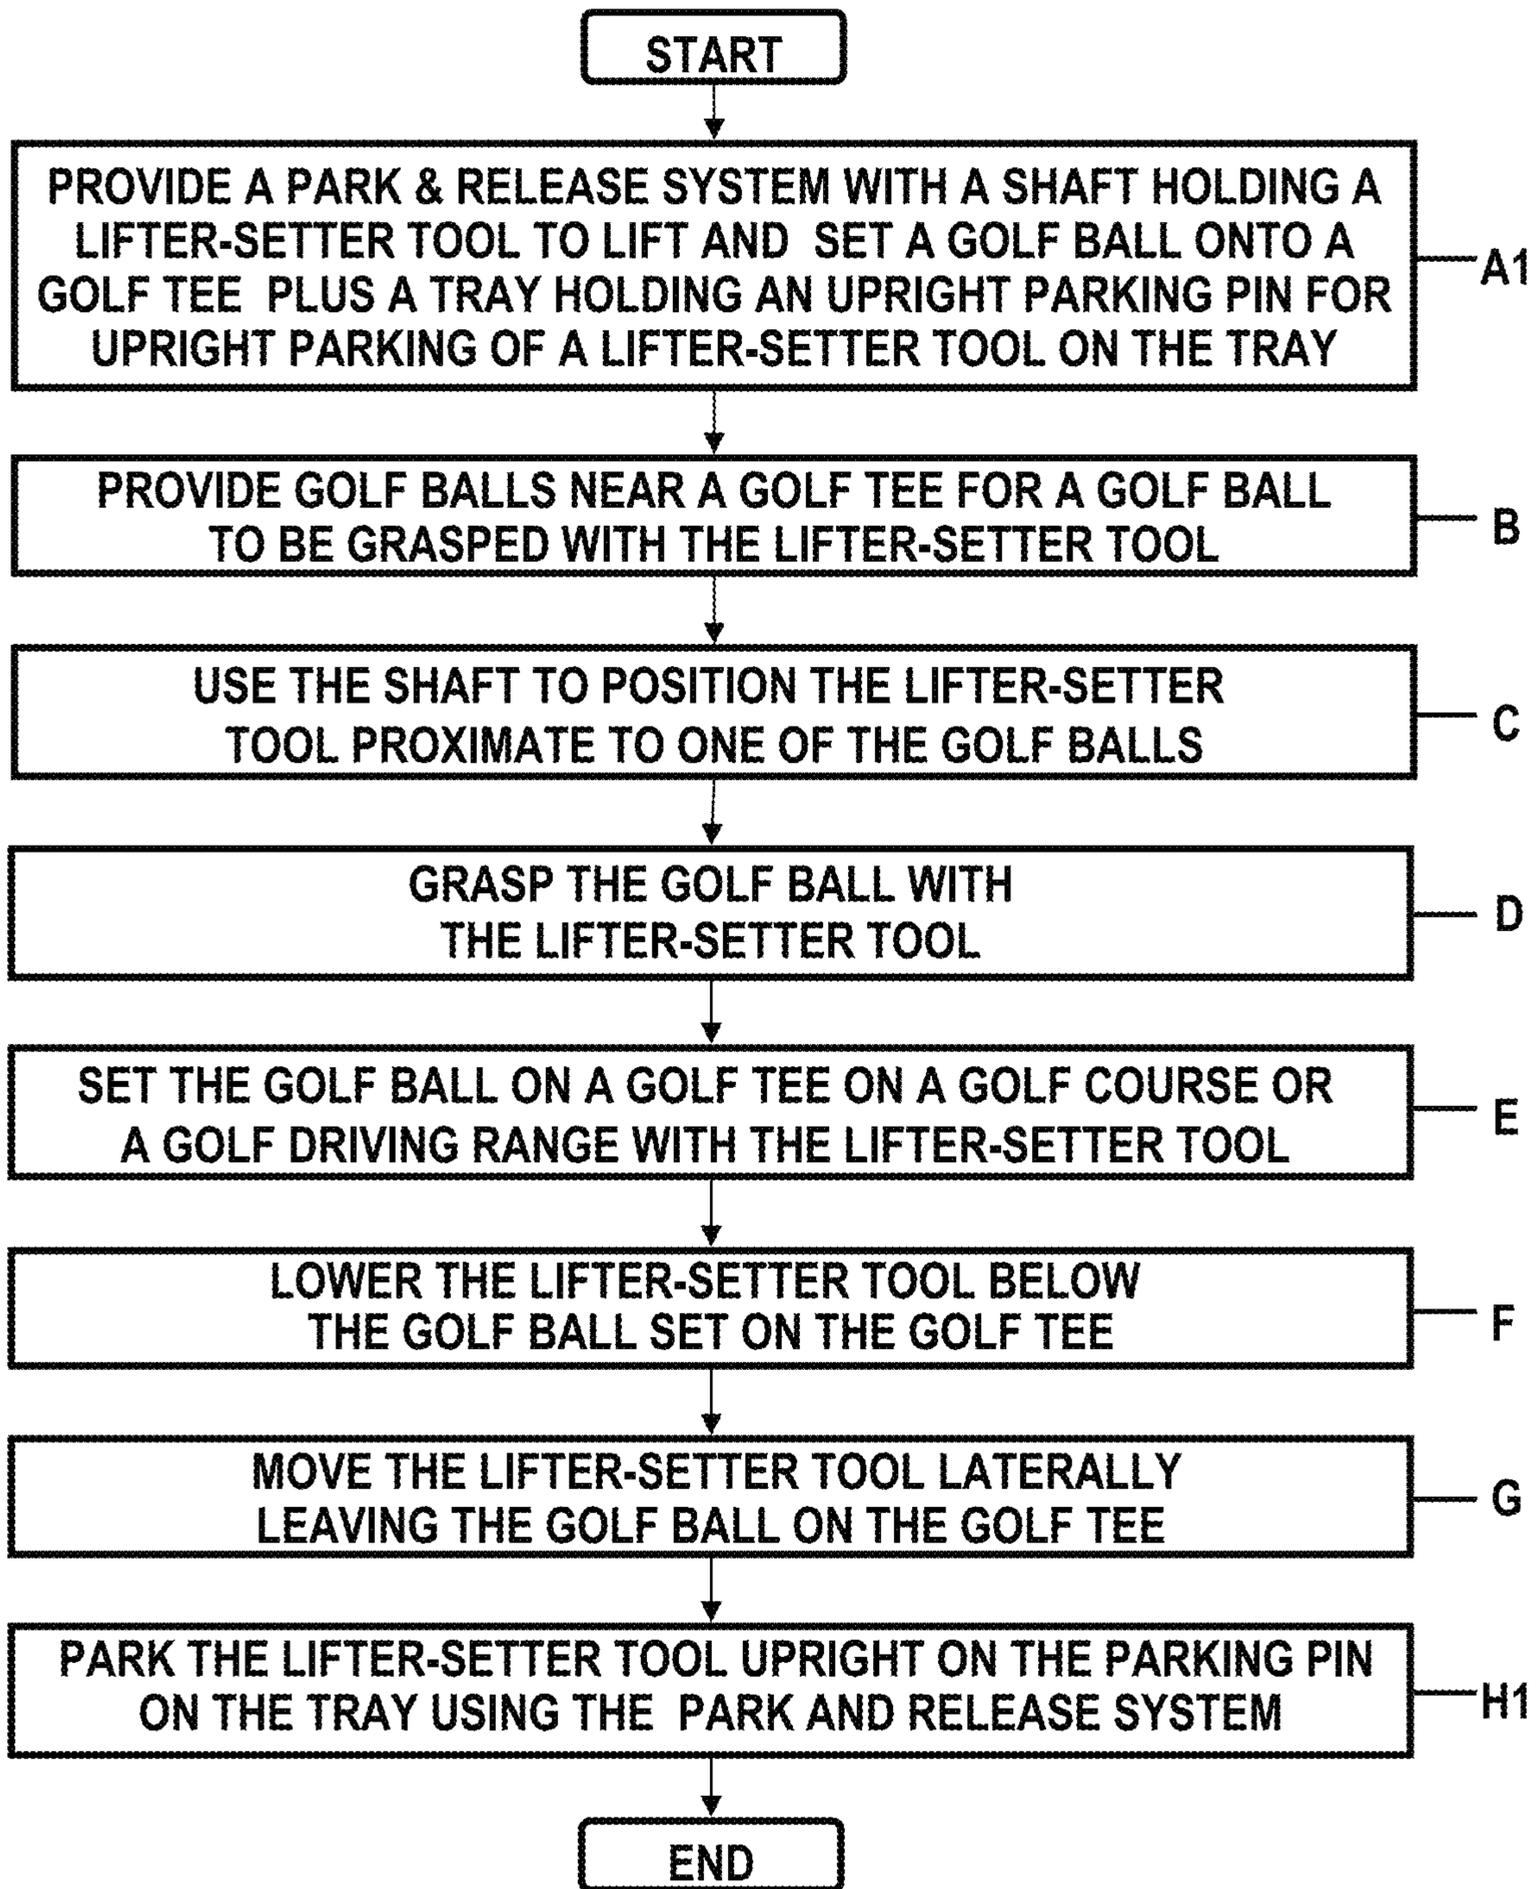 START
PROVIDE A PARK & RELEASE SYSTEM WITH A SHAFT HOLDING A
LIFTER-SETTER TOOL TO LIFT AND SET A GOLF BALL ONTO A
GOLF TEE PLUS A TRAY HOLDING AN UPRIGHT PARKING PIN FOR
UPRIGHT PARKING OF A LIFTER-SETTER TOOL ON THE TRAY
A1
PROVIDE GOLF BALLS NEAR A GOLF TEE FOR A GOLF BALL
TO BE GRASPED WITH THE LIFTER-SETTER TOOL
B
USE THE SHAFT TO POSITION THE LIFTER-SETTER
TOOL PROXIMATE TO ONE OF THE GOLF BALLS
C
GRASP THE GOLF BALL WITH
THE LIFTER-SETTER TOOL
D
SET THE GOLF BALL ON A GOLF TEE ON A GOLF COURSE OR
A GOLF DRIVING RANGE WITH THE LIFTER-SETTER TOOL
E
LOWER THE LIFTER-SETTER TOOL BELOW
THE GOLF BALL SET ON THE GOLF TEE
F
MOVE THE LIFTER-SETTER TOOL LATERALLY
LEAVING THE GOLF BALL ON THE GOLF TEE
G
PARK THE LIFTER-SETTER TOOL UPRIGHT ON THE PARKING PIN
ON THE TRAY USING THE PARK AND RELEASE SYSTEM
H1
END